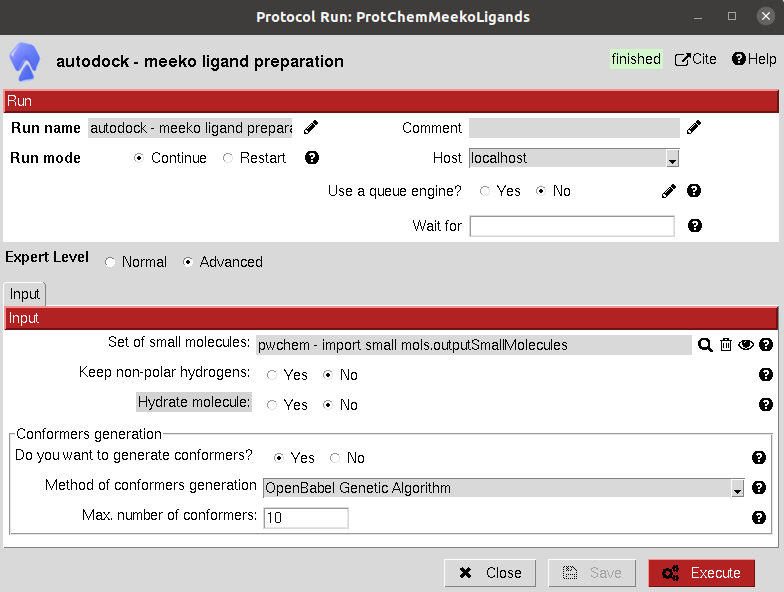 Protocol Run: ProtChemMeekoLigands
autodock - meeko ligand preparation finished Cite Help
Run
Run name autodock - meeko ligand prepara Comment
Run mode Continue Restart Host localhost
Use a queue engine? Yes No
Wait for
Expert Level Normal Advanced
Input
Input
Set of small molecules: pwchem - import small mols.outputSmallMolecules
Keep non-polar hydrogens: Yes No
Hydrate molecule: Yes No
Conformers generation
Do you want to generate conformers? Yes No
Method of conformers generation OpenBabel Genetic Algorithm
Max. number of conformers: 10
Close Save Execute